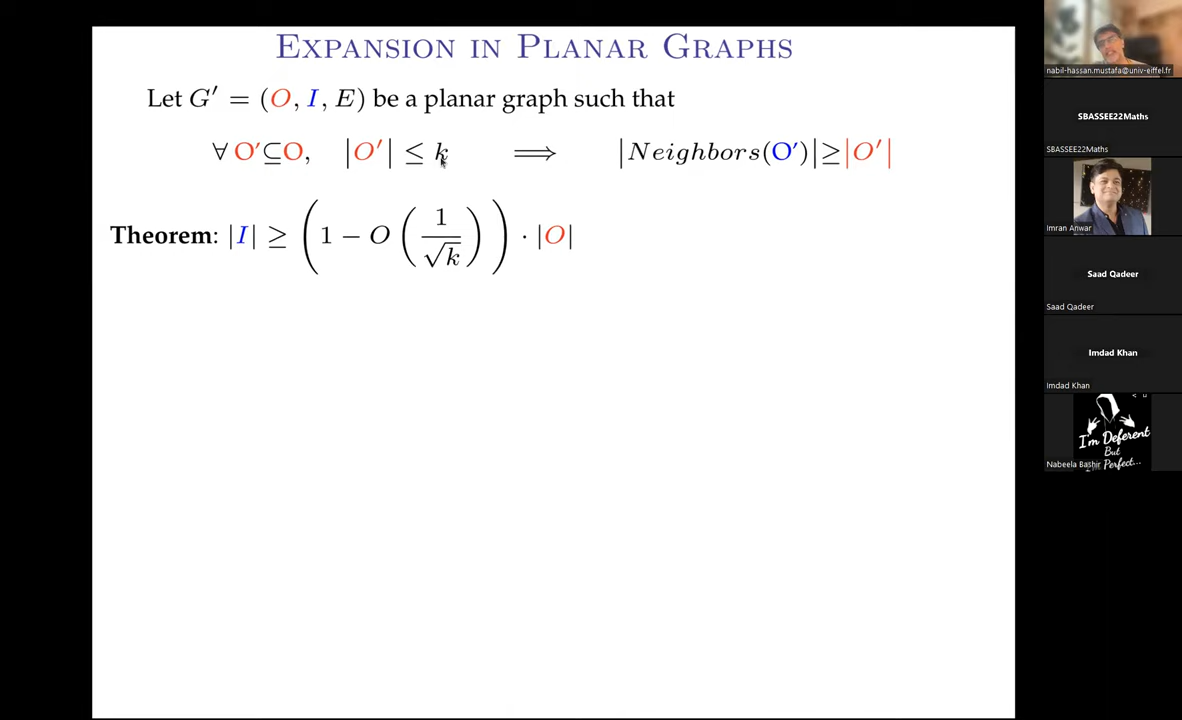 EXPANSION IN PLANAR GRAPHS
Let G′ = (O, I, E) be a planar graph such that
∀ O′⊆O, |O′| ≤ k ⟹ |Neighbors(O′)|≥|O′|
Theorem: |I| ≥ (1 − O(1/√k)) · |O|
nabil-hassan.mustafa@univ-eiffel.fr
SBASSEE22Maths
SBASSEE22Maths
Imran Anwar
Saad Qadeer
Saad Qadeer
Imdad Khan
Imdad Khan
I'm Deferent
But
Perfect...
Nabeela Bashir